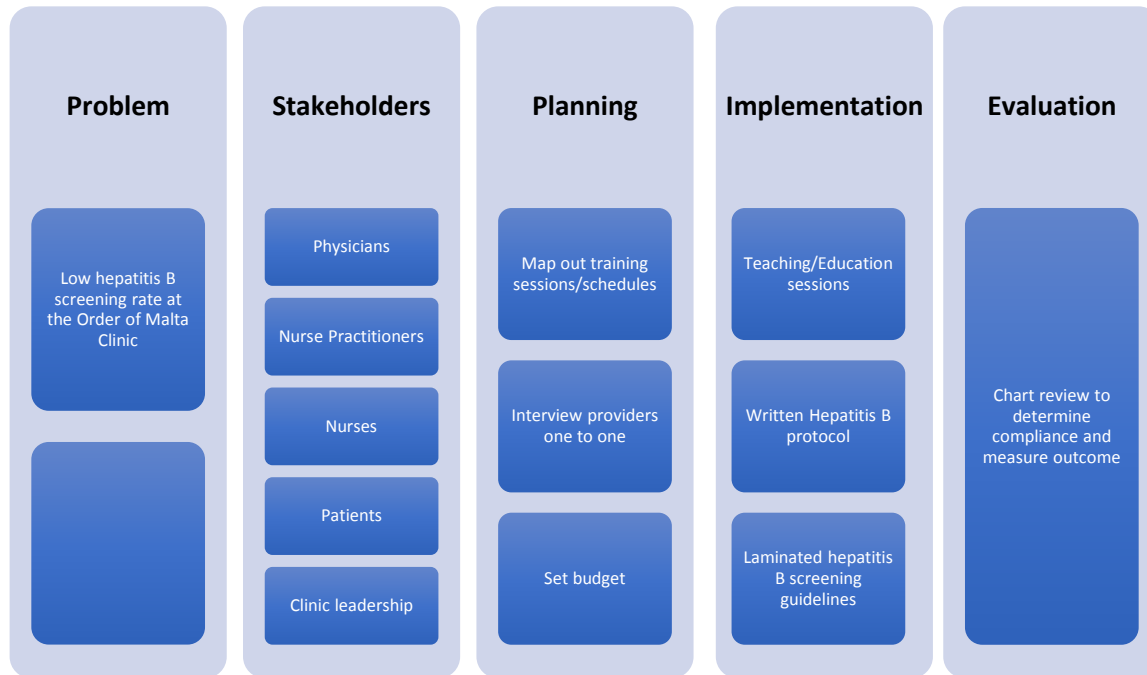 Problem
Low hepatitis B
screening rate at
the Order of Malta
Clinic
Stakeholders
Physicians
Nurse Practitioners
Nurses
Patients
Clinic leadership
Planning
Map out training
sessions/schedules
Interview providers
one to one
Set budget
Implementation
Teaching/Education
sessions
Written Hepatitis B
protocol
Laminated hepatitis
B screening
guidelines
Evaluation
Chart review to
determine
compliance and
measure outcome